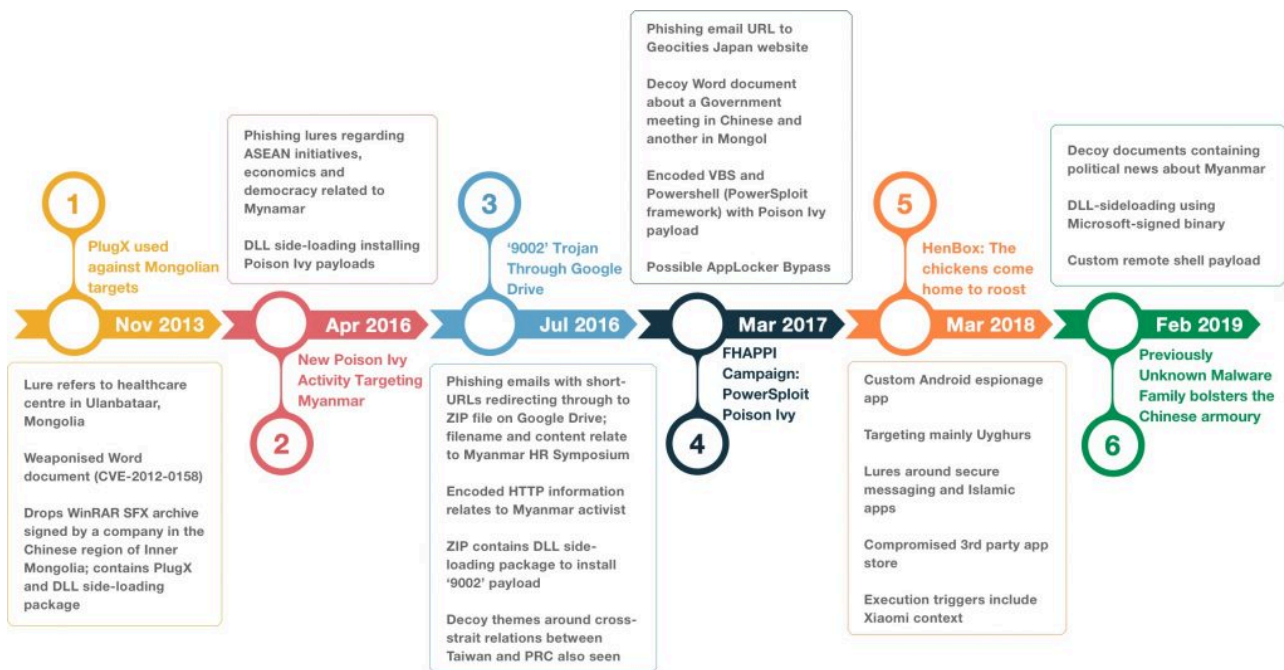 1
PlugX used
against Mongolian
targets
Nov 2013
Lure refers to healthcare
centre in Ulanbataar,
Mongolia
Weaponised Word
document (CVE-2012-0158)
Drops WinRAR SFX archive
signed by a company in the
Chinese region of Inner
Mongolia; contains PlugX
and DLL side-loading
package
Phishing lures regarding
ASEAN initiatives,
economics and
democracy related to
Mynamar
DLL side-loading installing
Poison Ivy payloads
Apr 2016
New Poison Ivy
Activity Targeting
Myanmar
2
3
‘9002’ Trojan
Through Google
Drive
Jul 2016
Phishing emails with short-
URLs redirecting through to
ZIP file on Google Drive;
filename and content relate
to Myanmar HR Symposium
Encoded HTTP information
relates to Myanmar activist
ZIP contains DLL side-
loading package to install
‘9002’ payload
Decoy themes around cross-
strait relations between
Taiwan and PRC also seen
Phishing email URL to
Geocities Japan website
Decoy Word document
about a Government
meeting in Chinese and
another in Mongol
Encoded VBS and
Powershell (PowerSploit
framework) with Poison Ivy
payload
Possible AppLocker Bypass
Mar 2017
FHAPPI
Campaign:
PowerSploit
Poison Ivy
4
5
HenBox: The
chickens come
home to roost
Mar 2018
Custom Android espionage
app
Targeting mainly Uyghurs
Lures around secure
messaging and Islamic
apps
Compromised 3rd party app
store
Execution triggers include
Xiaomi context
Decoy documents containing
political news about Myanmar
DLL-sideloading using
Microsoft-signed binary
Custom remote shell payload
Feb 2019
Previously
Unknown Malware
Family bolsters the
Chinese armoury
6